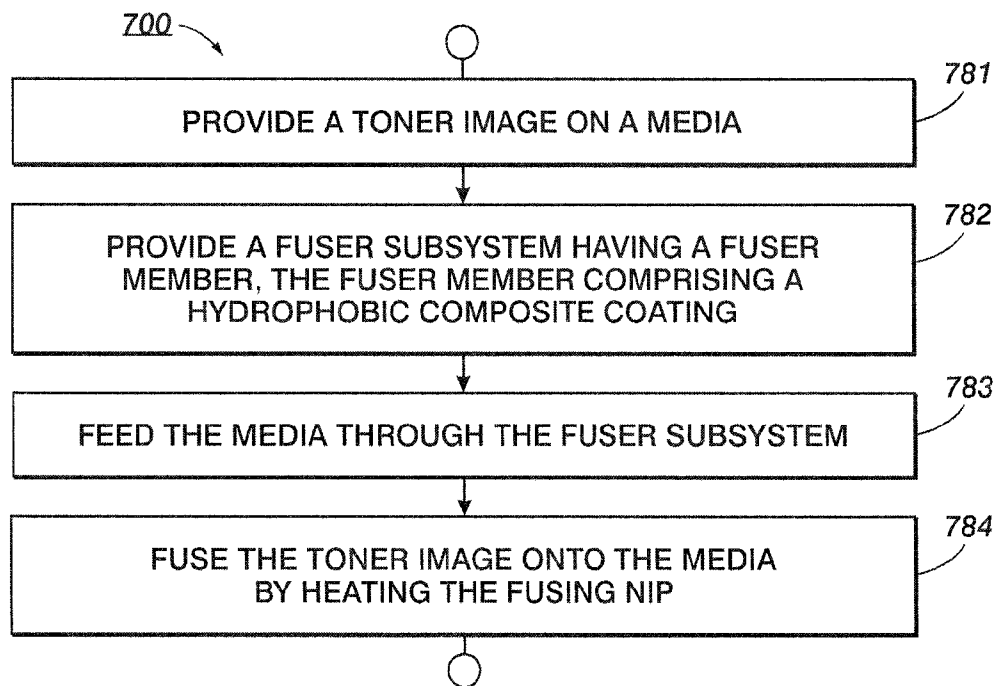 700
781
PROVIDE A TONER IMAGE ON A MEDIA
782
PROVIDE A FUSER SUBSYSTEM HAVING A FUSER
MEMBER, THE FUSER MEMBER COMPRISING A
HYDROPHOBIC COMPOSITE COATING
783
FEED THE MEDIA THROUGH THE FUSER SUBSYSTEM
784
FUSE THE TONER IMAGE ONTO THE MEDIA
BY HEATING THE FUSING NIP